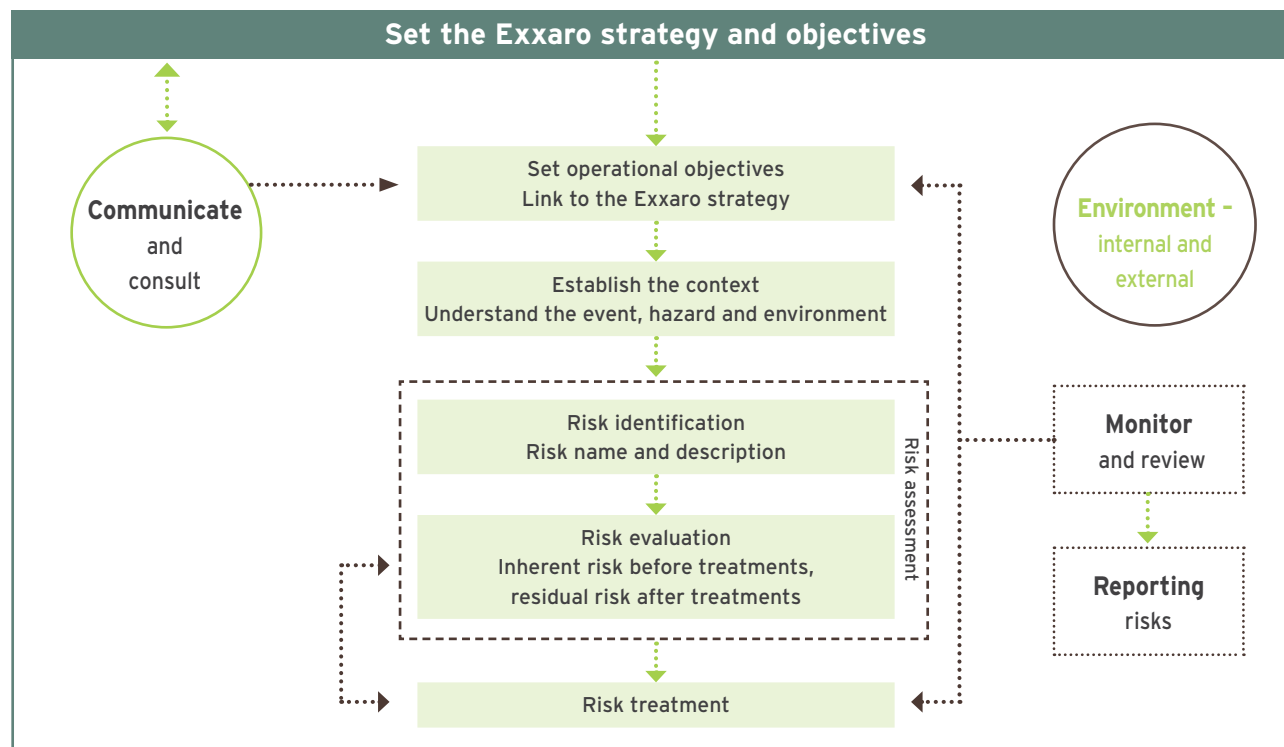 Set the Exxaro strategy and objectives
Communicate
and
consult
Set operational objectives
Link to the Exxaro strategy
Environment –
internal and
external
Establish the context
Understand the event, hazard and environment
Risk identification
Risk name and description
Risk evaluation
Inherent risk before treatments,
residual risk after treatments
Risk assessment
Monitor
and review
Reporting
risks
Risk treatment